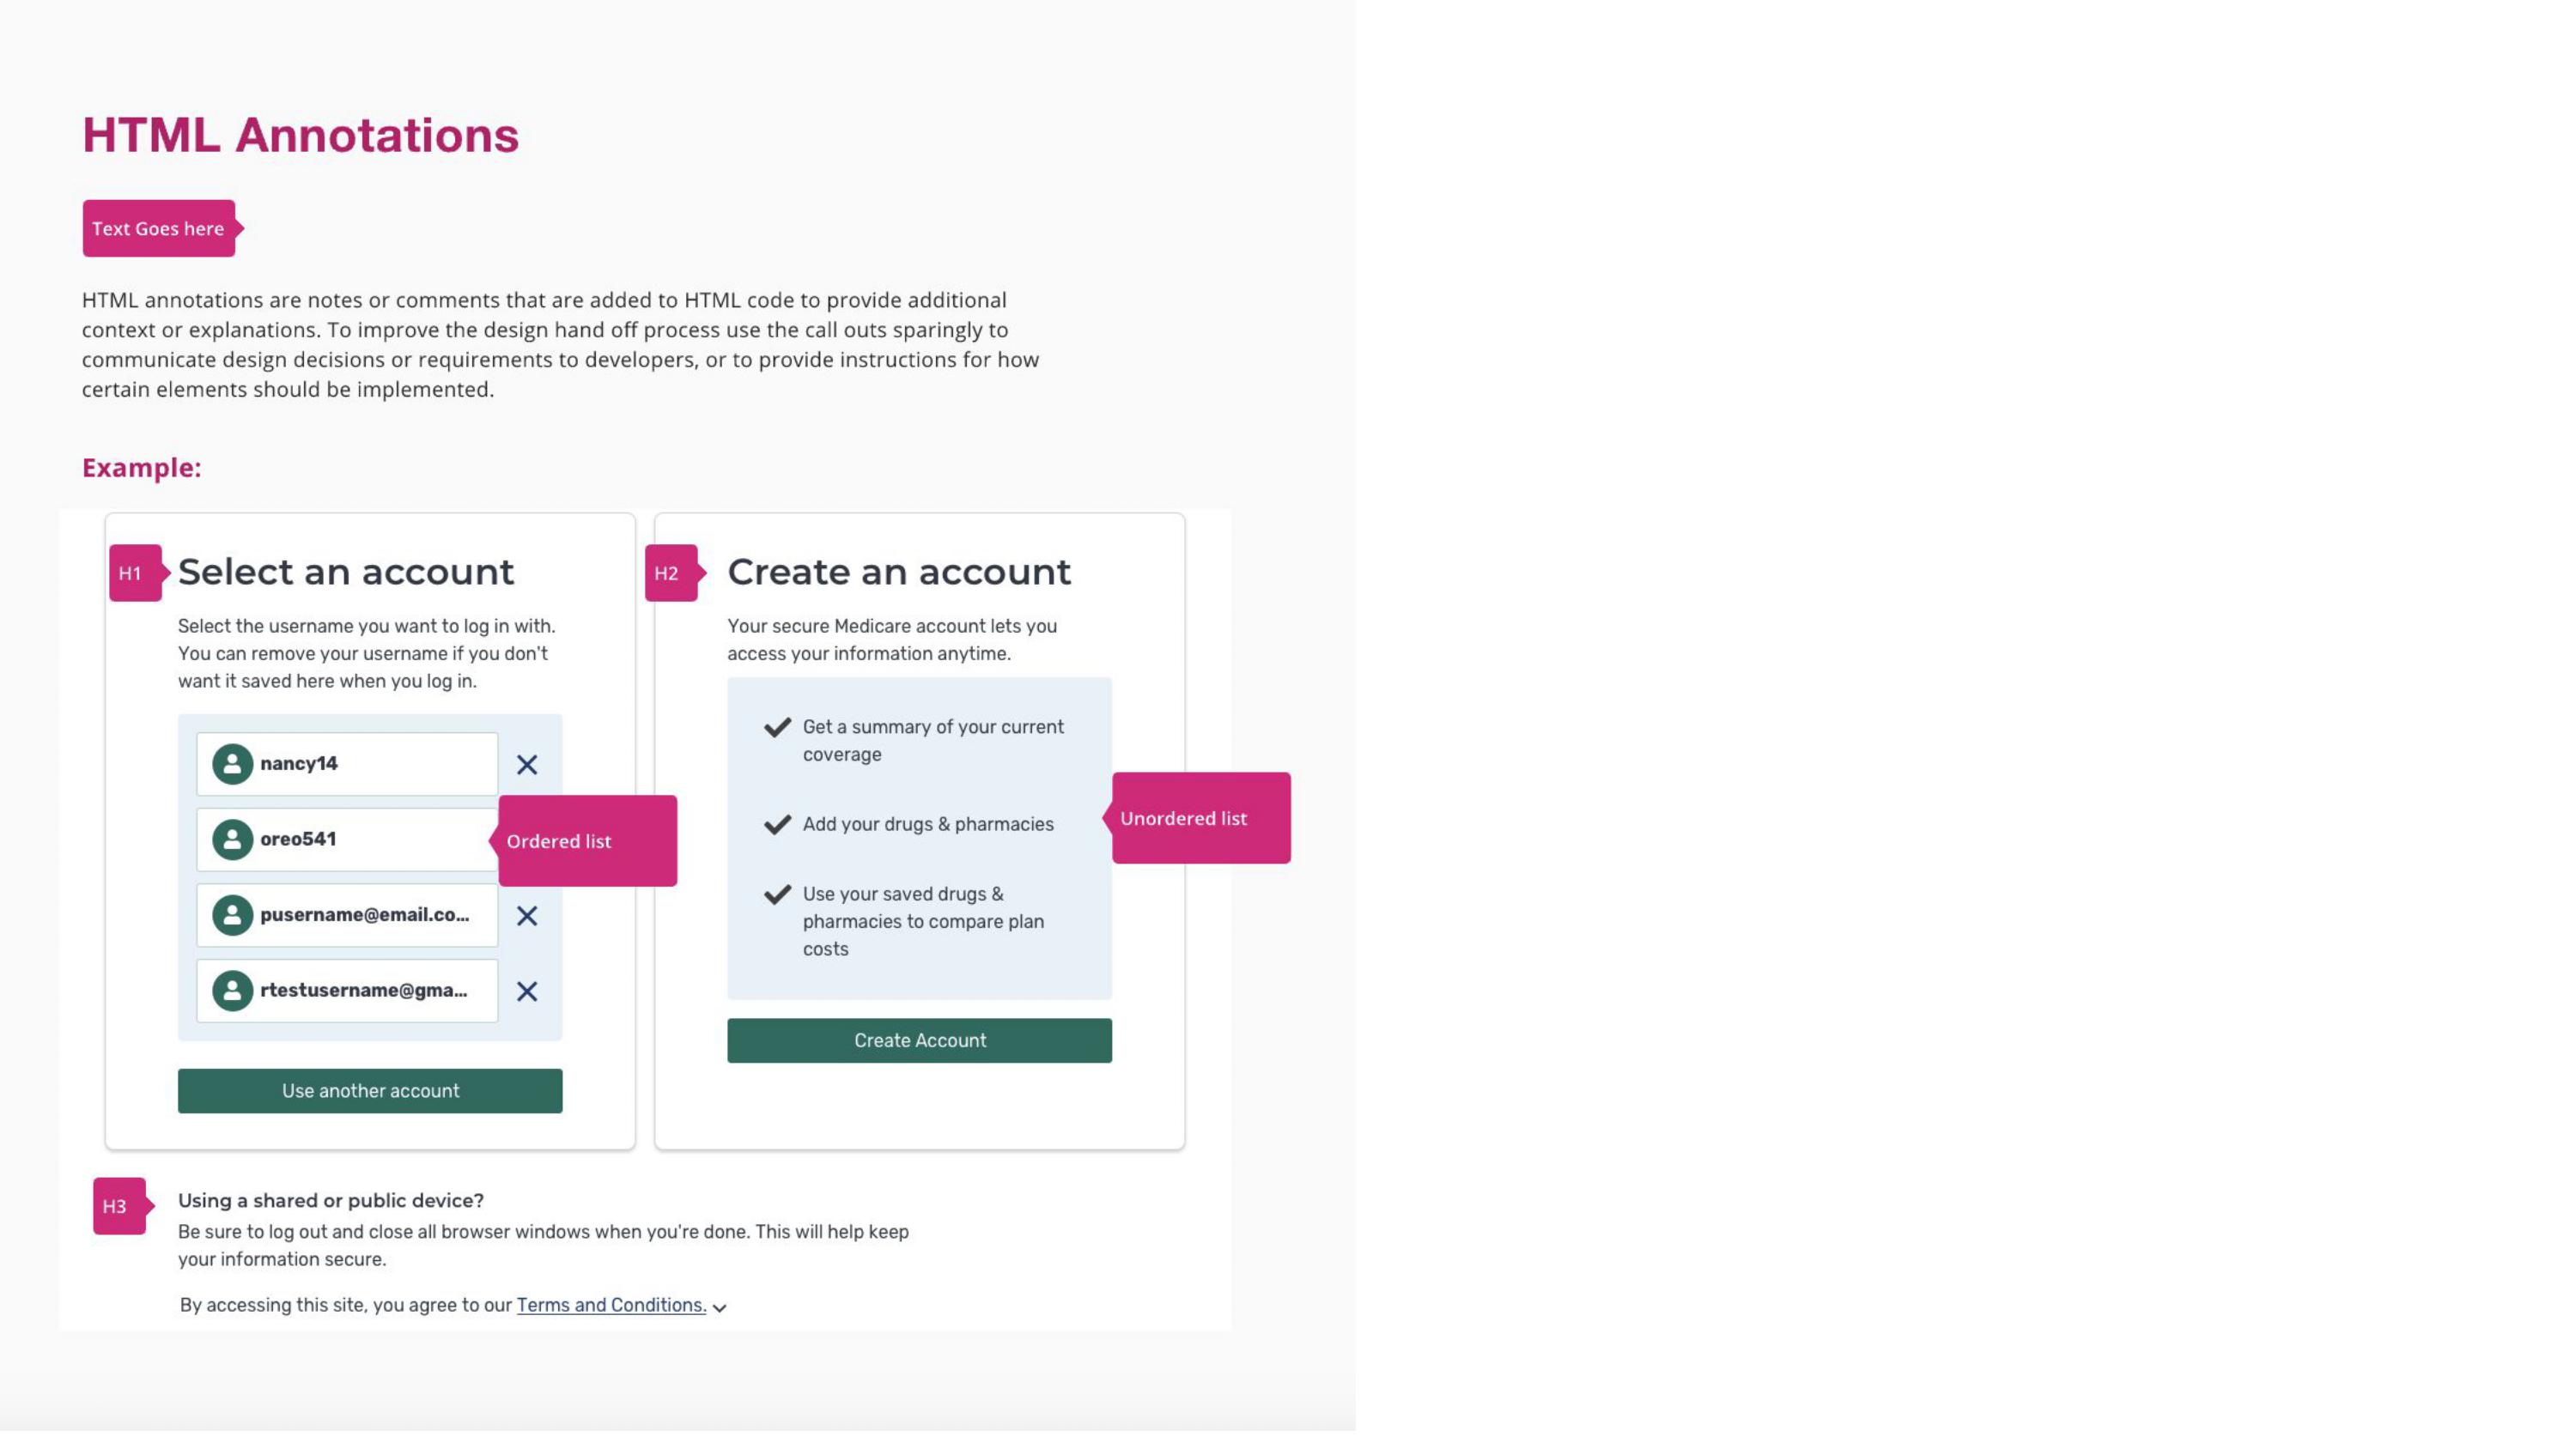 HTML Annotations
Text Goes here
HTML annotations are notes or comments that are added to HTML code to provide additional
context or explanations. To improve the design hand off process use the call outs sparingly to
communicate design decisions or requirements to developers, or to provide instructions for how
certain elements should be implemented.
Example:
H1
Select an account
Select the username you want to log in with.
You can remove your username if you don't
want it saved here when you log in.
nancy14
oreo541
Ordered list
pusername@email.co...
rtestusername@gma...
Use another account
H2
Create an account
Your secure Medicare account lets you
access your information anytime.
Get a summary of your current
coverage
Add your drugs & pharmacies
Unordered list
Use your saved drugs &
pharmacies to compare plan
costs
Create Account
H3
Using a shared or public device?
Be sure to log out and close all browser windows when you're done. This will help keep
your information secure.
By accessing this site, you agree to our Terms and Conditions.